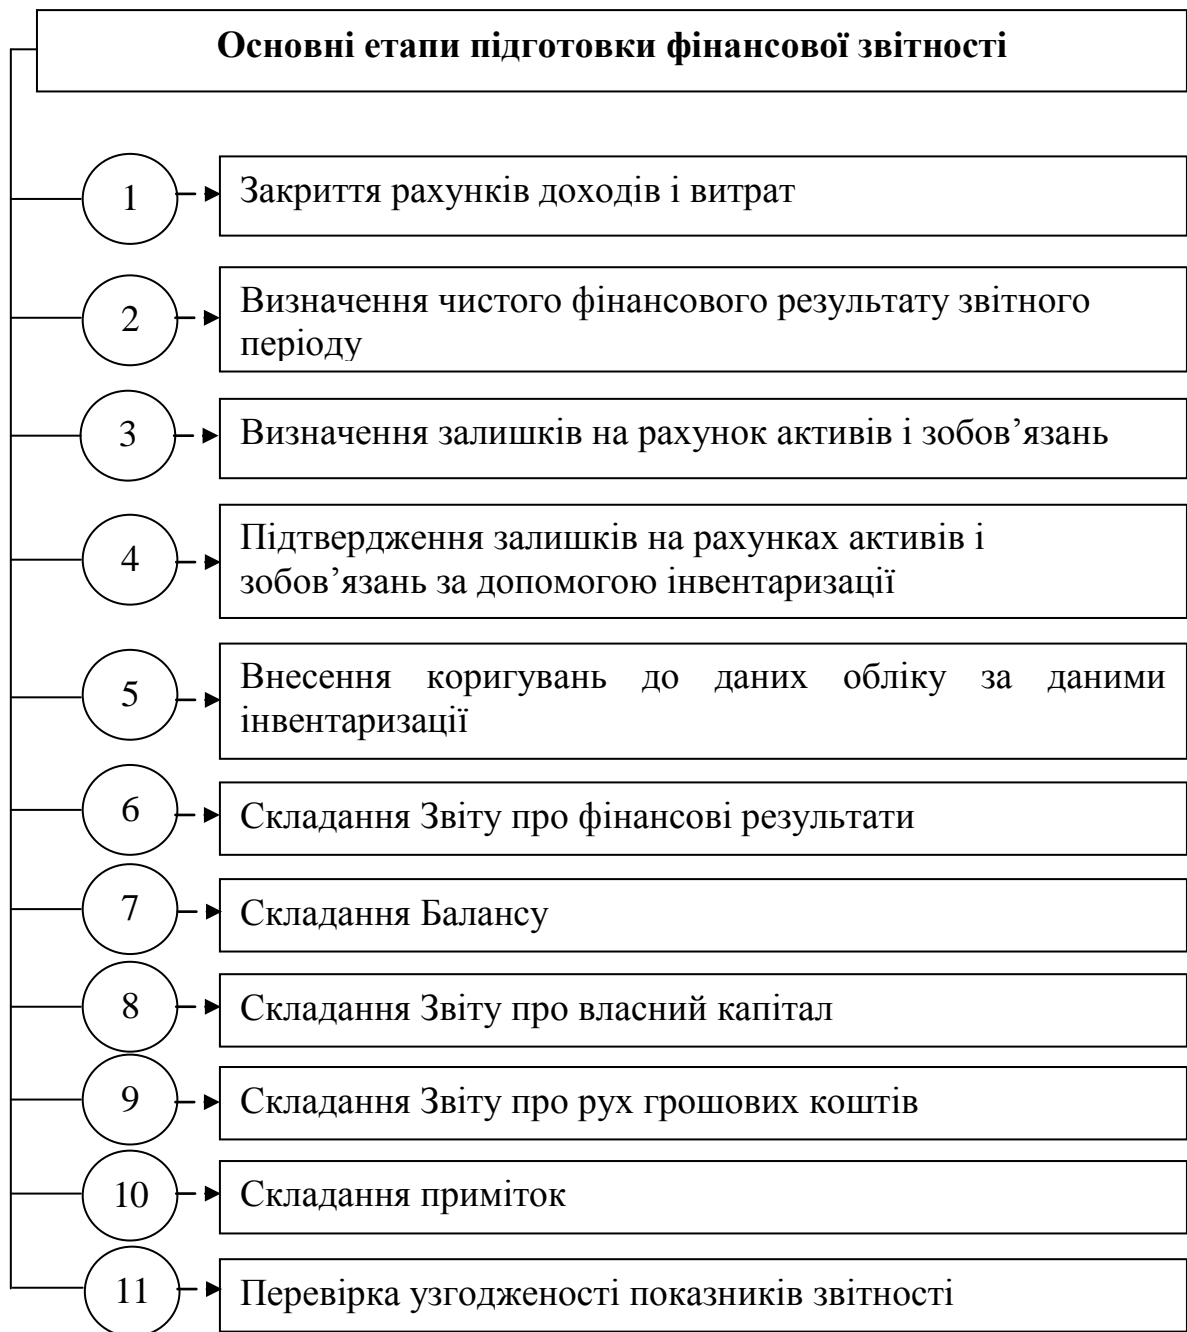 Основні етапи підготовки фінансової звітності
1
Закриття рахунків доходів і витрат
2
Визначення чистого фінансового результату звітного
періоду
3
Визначення залишків на рахунок активів і зобов’язань
4
Підтвердження залишків на рахунках активів і
зобов’язань за допомогою інвентаризації
5
Внесення коригувань до даних обліку за даними
інвентаризації
6
Складання Звіту про фінансові результати
7
Складання Балансу
8
Складання Звіту про власний капітал
9
Складання Звіту про рух грошових коштів
10
Складання приміток
11
Перевірка узгодженості показників звітності